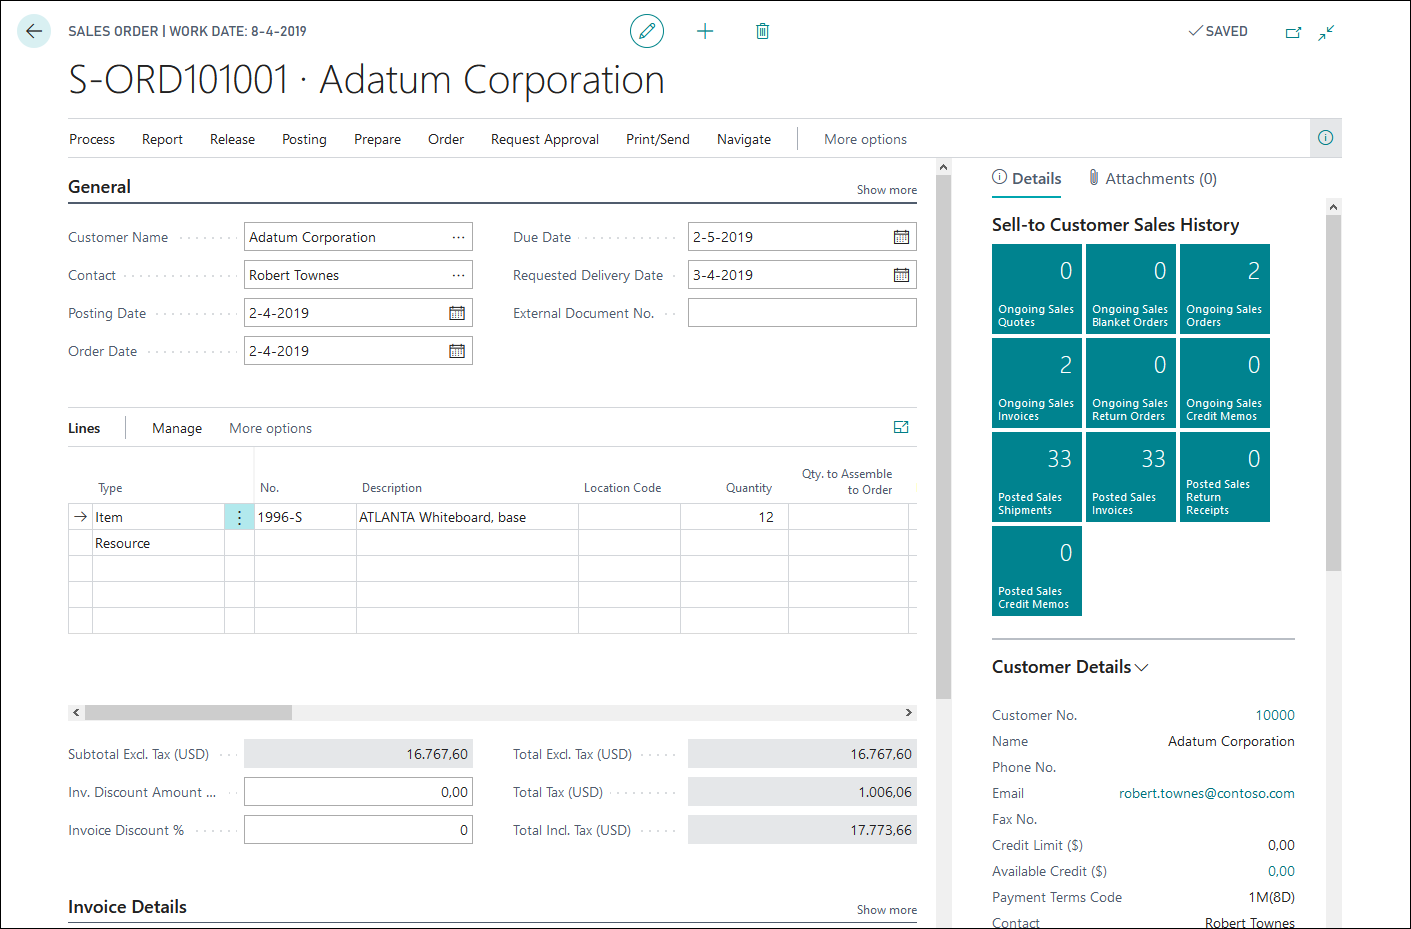 SALES ORDER | WORK DATE: 8-4-2019
SAVED
S-ORD101001 · Adatum Corporation
Process Report Release Posting Prepare Order Request Approval Print/Send Navigate More options
General
Show more
Customer Name Adatum Corporation
Contact Robert Townes
Posting Date 2-4-2019
Order Date 2-4-2019
Due Date 2-5-2019
Requested Delivery Date 3-4-2019
External Document No.
Lines Manage More options
Type No. Description Location Code Quantity Qty. to Assemble
to Order
Item 1996-S ATLANTA Whiteboard, base 12
Resource
Subtotal Excl. Tax (USD) 16.767,60
Inv. Discount Amount ... 0,00
Invoice Discount % 0
Total Excl. Tax (USD) 16.767,60
Total Tax (USD) 1.006,06
Total Incl. Tax (USD) 17.773,66
Invoice Details
Show more
Details Attachments (0)
Sell-to Customer Sales History
0
Ongoing Sales
Quotes
0
Ongoing Sales
Blanket Orders
2
Ongoing Sales
Orders
2
Ongoing Sales
Invoices
0
Ongoing Sales
Return Orders
0
Ongoing Sales
Credit Memos
33
Posted Sales
Shipments
33
Posted Sales
Invoices
0
Posted Sales
Return
Receipts
0
Posted Sales
Credit Memos
Customer Details
Customer No. 10000
Name Adatum Corporation
Phone No.
Email robert.townes@contoso.com
Fax No.
Credit Limit ($) 0,00
Available Credit ($) 0,00
Payment Terms Code 1M(8D)
Contact Robert Townes